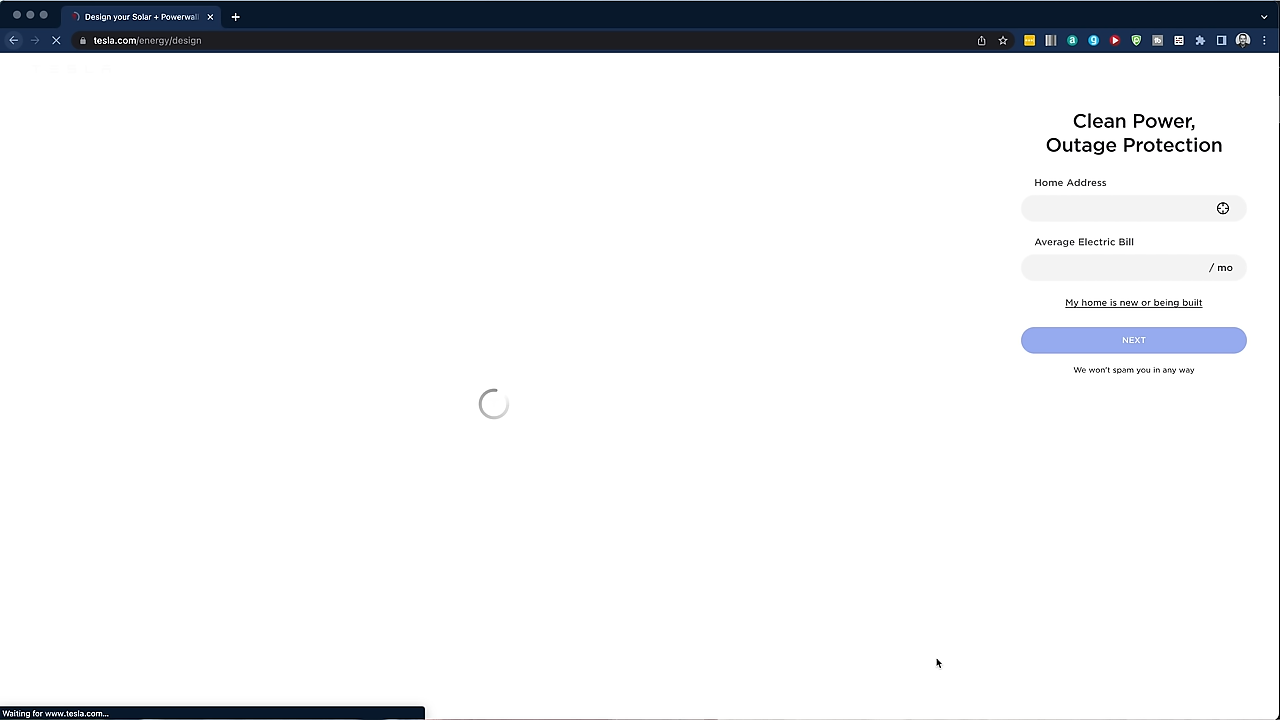 Design your Solar + Powerwal
tesla.com/energy/design
Clean Power,
Outage Protection
Home Address
Average Electric Bill
/ mo
My home is new or being built
NEXT
We won't spam you in any way
Waiting for www.tesla.com...